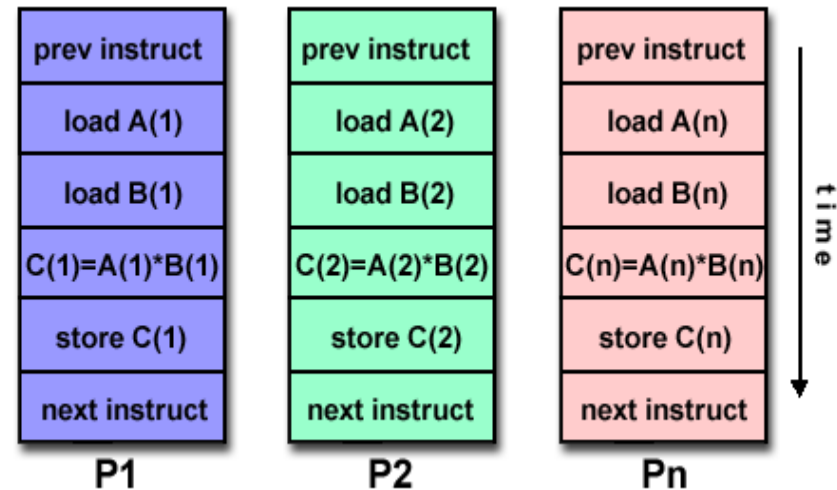 prev instruct
load A(1)
load B(1)
C(1)=A(1)*B(1)
store C(1)
next instruct
P1
prev instruct
load A(2)
load B(2)
C(2)=A(2)*B(2)
store C(2)
next instruct
P2
prev instruct
load A(n)
load B(n)
C(n)=A(n)*B(n)
store C(n)
next instruct
Pn
time